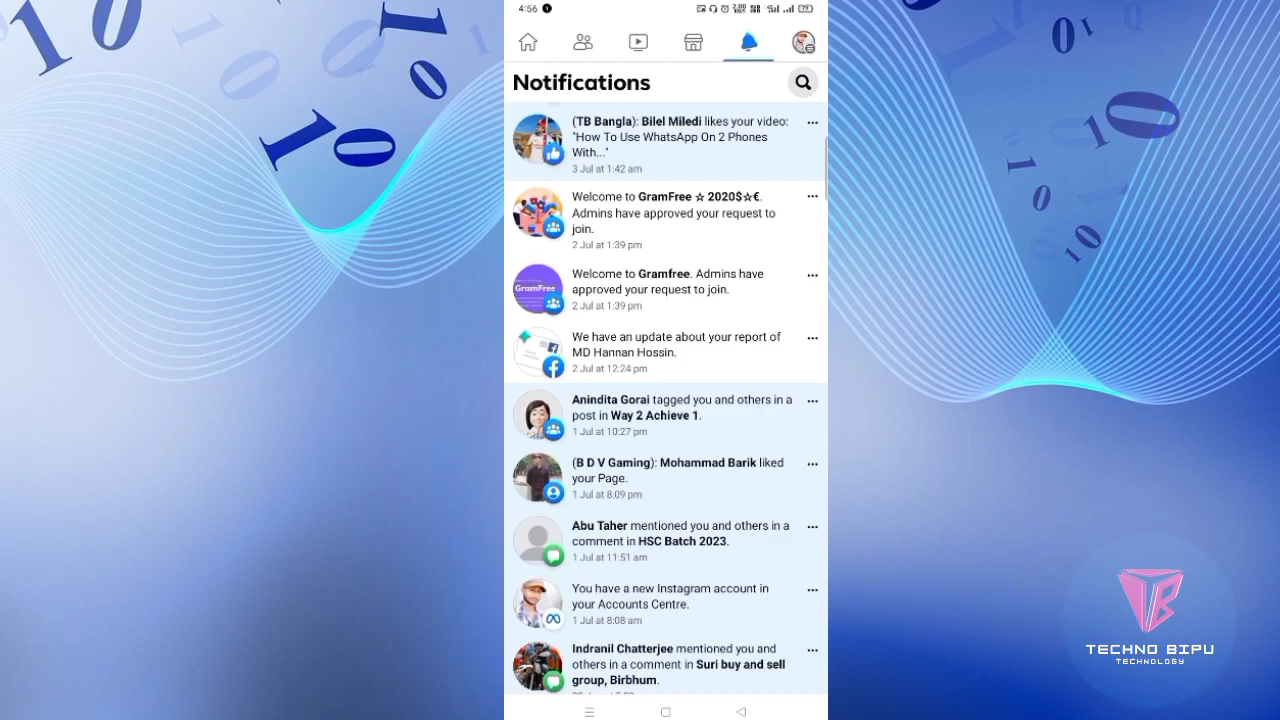 4:56
Notifications
(TB Bangla): Bilel Miledi likes your video:
"How To Use WhatsApp On 2 Phones
With..."
3 Jul at 1:42 am
Welcome to GramFree ☆ 2020$☆€.
Admins have approved your request to
join.
2 Jul at 1:39 pm
GramFree
Welcome to Gramfree. Admins have
approved your request to join.
2 Jul at 1:39 pm
We have an update about your report of
MD Hannan Hossin.
2 Jul at 12:24 pm
Anindita Gorai tagged you and others in a
post in Way 2 Achieve 1.
1 Jul at 10:27 pm
(B D V Gaming): Mohammad Barik liked
your Page.
1 Jul at 8:09 pm
Abu Taher mentioned you and others in a
comment in HSC Batch 2023.
1 Jul at 11:51 am
You have a new Instagram account in
your Accounts Centre.
1 Jul at 8:08 am
Indranil Chatterjee mentioned you and
others in a comment in Suri buy and sell
group, Birbhum.
TECHNO BIPU
TECHNOLOGY